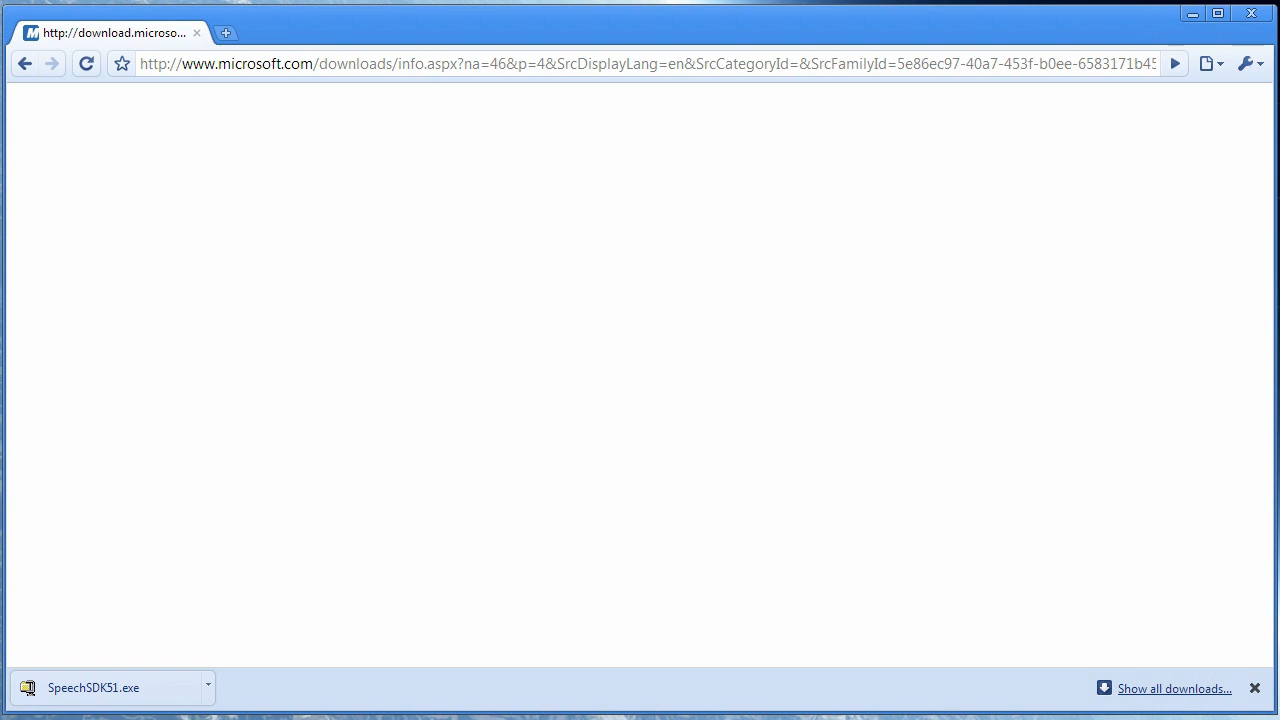 http://download.microso...
http://www.microsoft.com/downloads/info.aspx?na=46&p=4&SrcDisplayLang=en&SrcCategoryId=&SrcFamilyId=5e86ec97-40a7-453f-b0ee-6583171b45
SpeechSDK51.exe
Show all downloads...